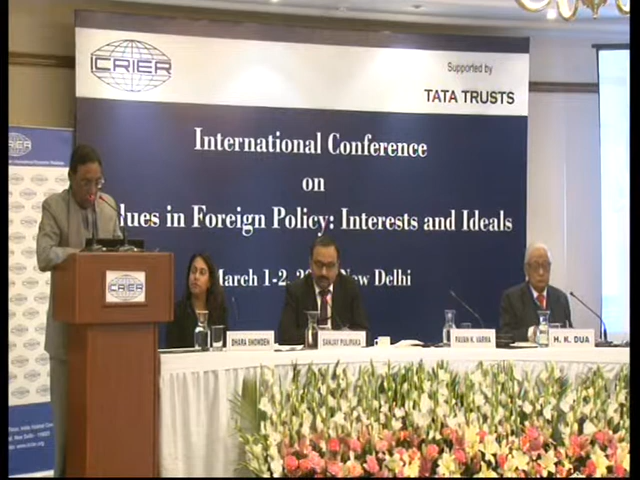 ICRIER
Supported by
TATA TRUSTS
International Conference
on
lues in Foreign Policy: Interests and Ideals
March 1-2, New Delhi
ICRIER
DHARA SHOWDEH
SANJAY PULIPAKA
PAVAN K. VARMA
H. K. DUA